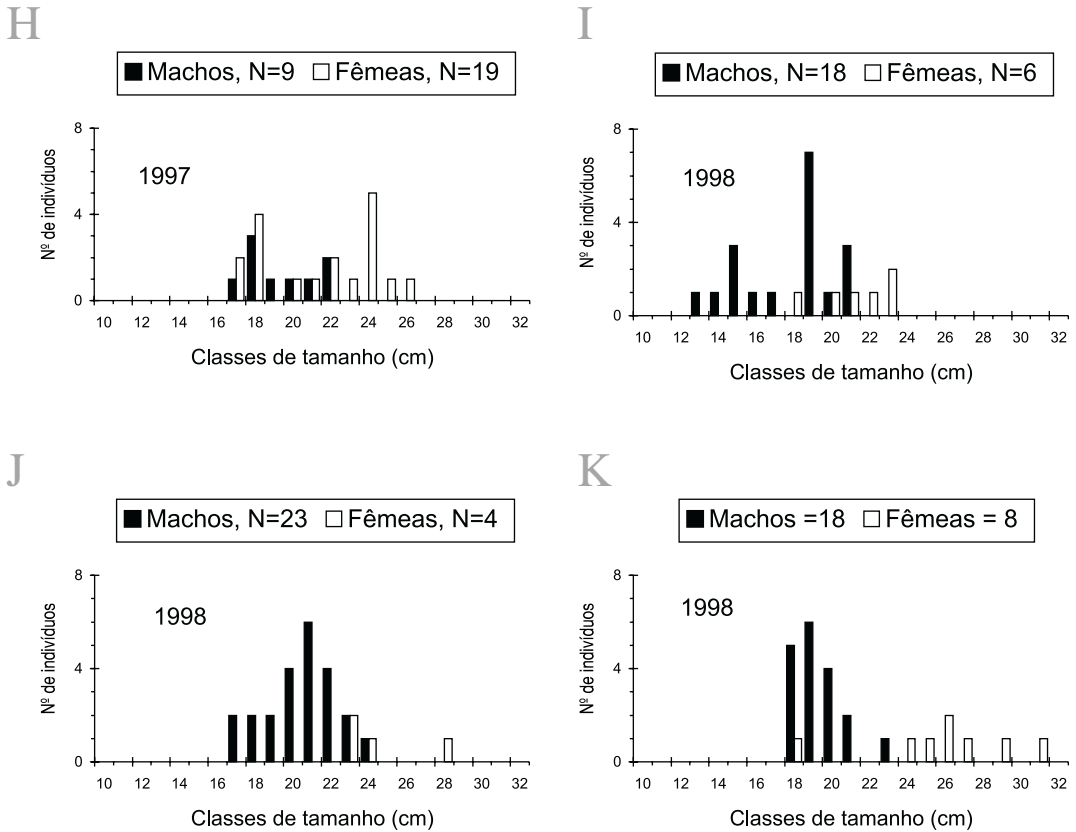 H
Machos, N=9 Fêmeas, N=19
1997
Nº de indivíduos
8
4
0
10 12 14 16 18 20 22 24 26 28 30 32
Classes de tamanho (cm)
I
Machos, N=18 Fêmeas, N=6
1998
Nº de indivíduos
8
4
0
10 12 14 16 18 20 22 24 26 28 30 32
Classes de tamanho (cm)
J
Machos, N=23 Fêmeas, N=4
1998
Nº de indivíduos
8
4
0
10 12 14 16 18 20 22 24 26 28 30 32
Classes de tamanho (cm)
K
Machos =18 Fêmeas = 8
1998
Nº de indivíduos
8
4
0
10 12 14 16 18 20 22 24 26 28 30 32
Classes de tamanho (cm)